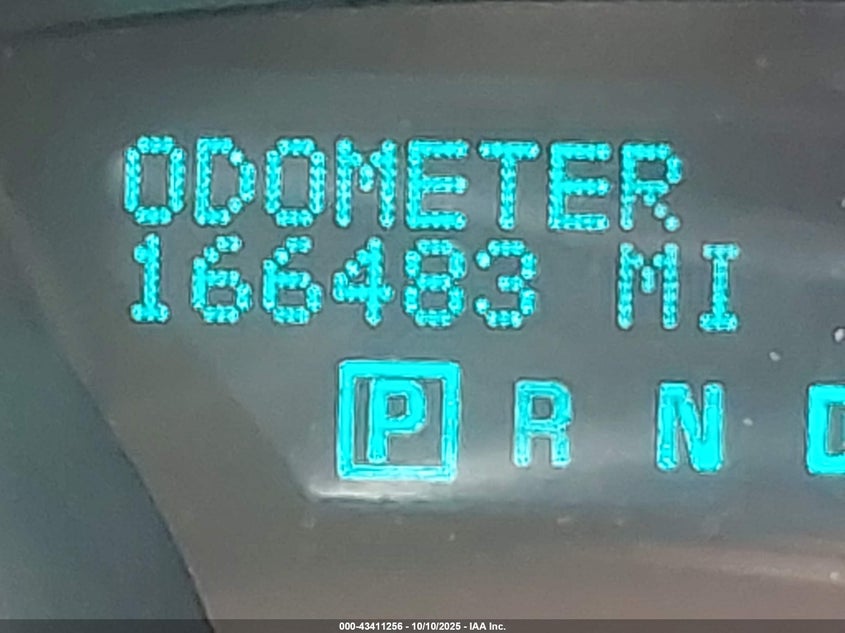 ODOMETER
166483 MI
P R N D
000-43411256 - 10/10/2025 - IAA Inc.